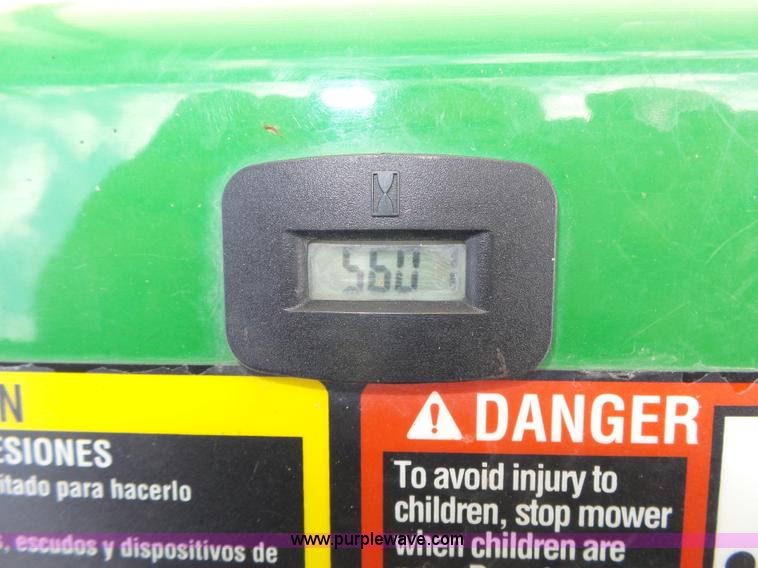 560
N
ESIONES
itado para hacerlo
s, escudos y dispositivos de
DANGER
To avoid injury to
children, stop mower
when children are
www.purplewave.com